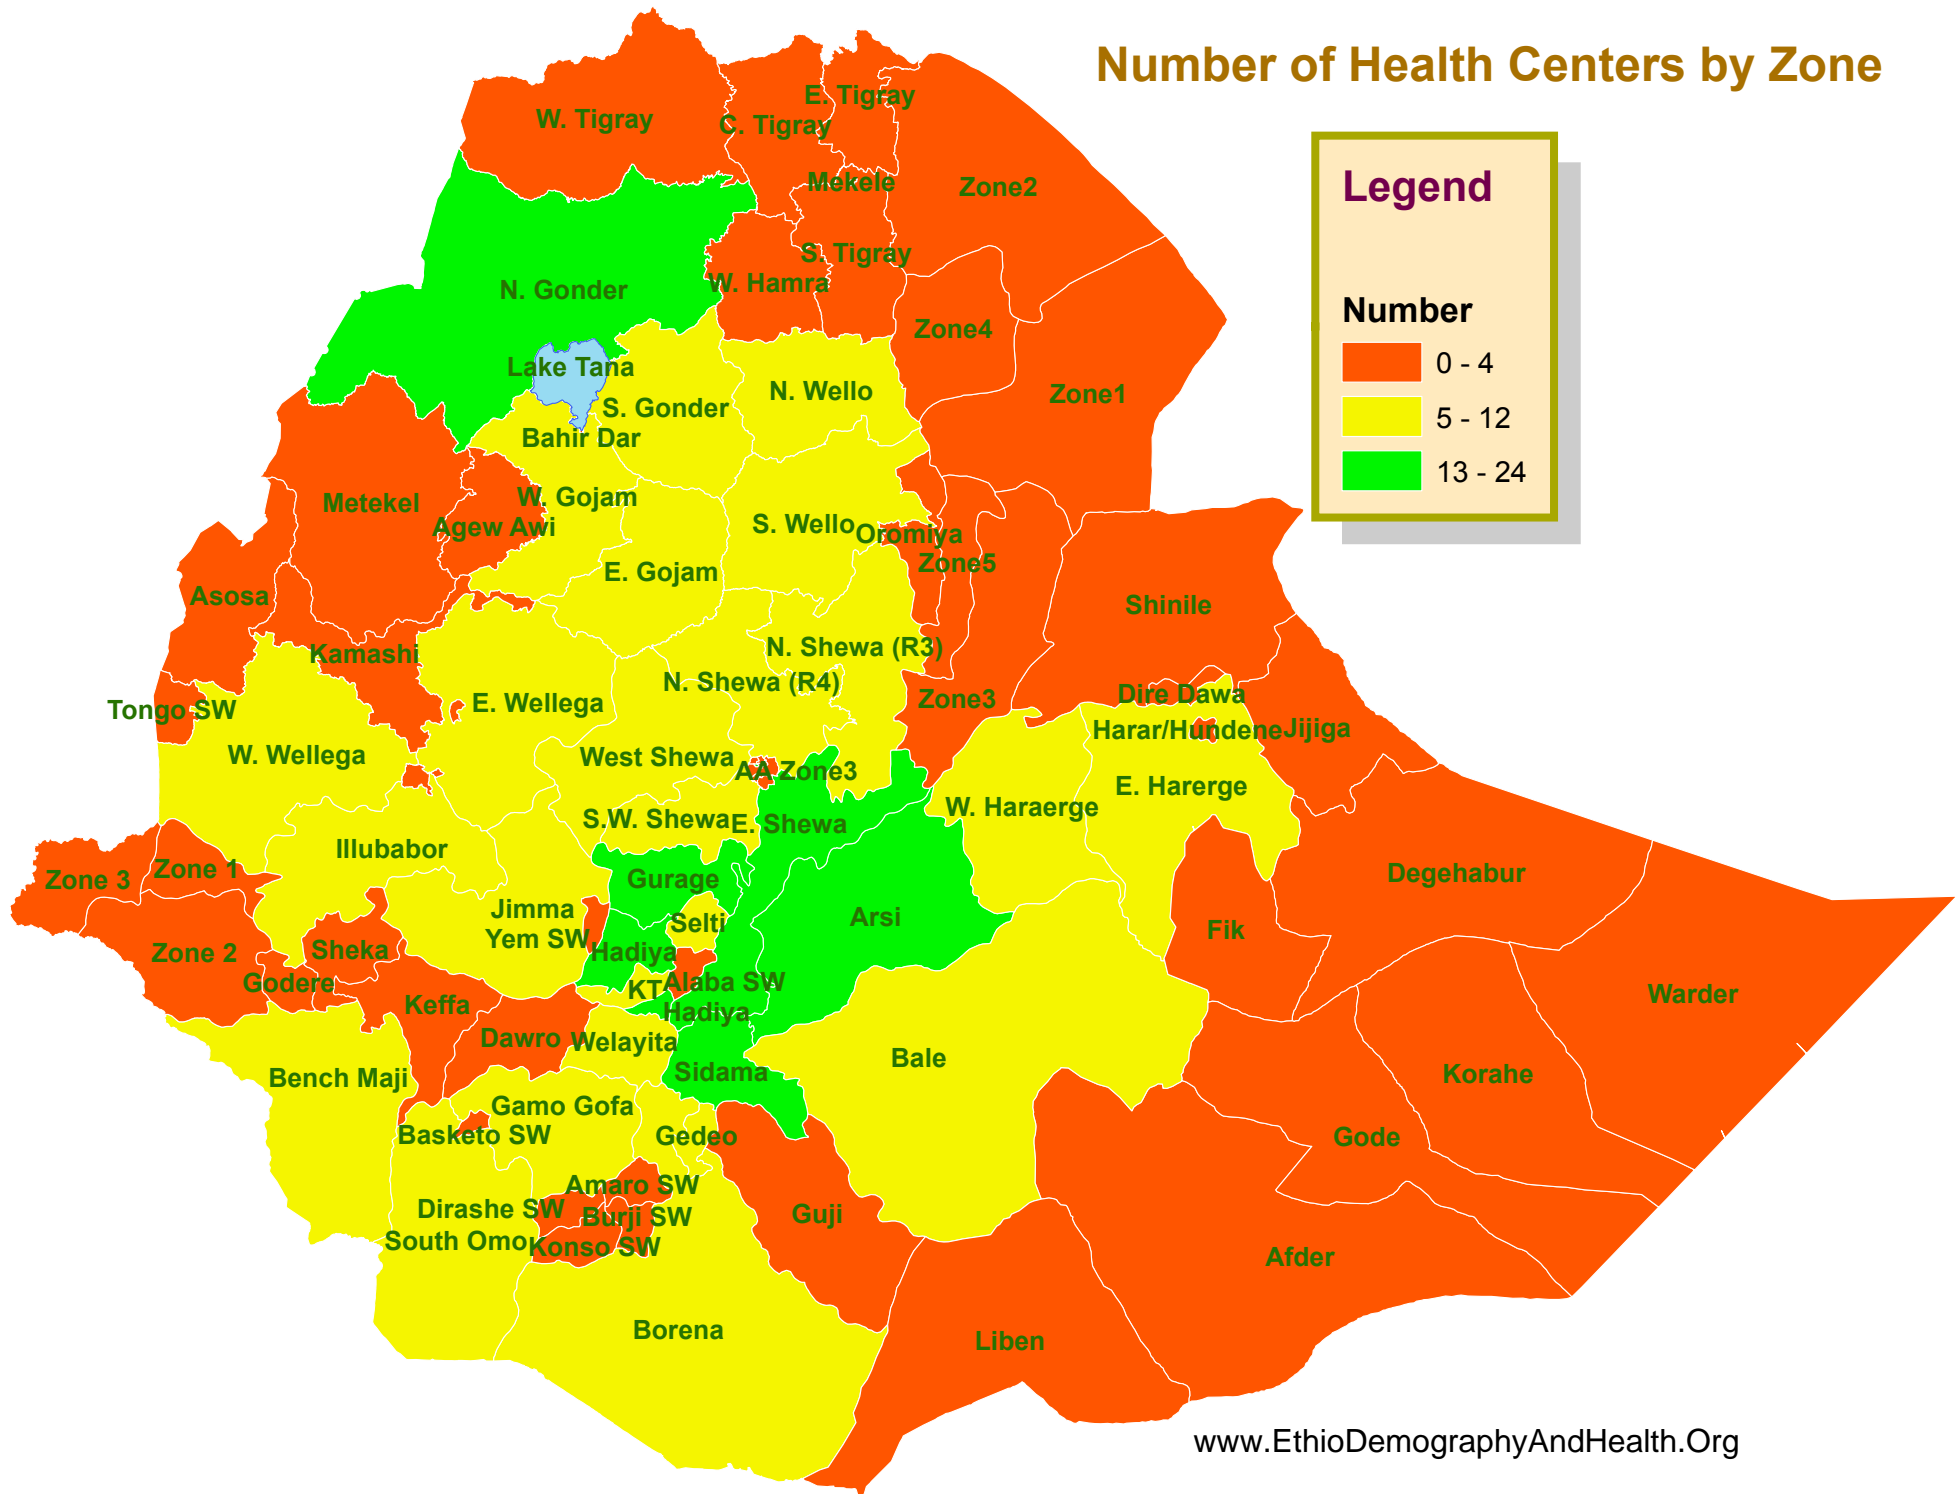 Number of Health Centers by Zone
Legend
Number
0 - 4
5 - 12
13 - 24
W. Tigray
C. Tigray
E. Tigray
Mekele
Zone2
S. Tigray
W. Hamra
N. Gonder
Zone4
Lake Tana
N. Wello
Zone1
S. Gonder
Bahir Dar
Metekel
W. Gojam
Agew Awi
S. Wello
Oromiya
Zone5
E. Gojam
Asosa
Shinile
Kamashi
N. Shewa (R3)
N. Shewa (R4)
Tongo SW
E. Wellega
Zone3
Dire Dawa
Harar/Hundene
Jijiga
W. Wellega
West Shewa
AA Zone3
E. Harerge
W. Haraerge
S.W. Shewa
E. Shewa
Illubabor
Zone 3
Zone 1
Gurage
Degehabur
Jimma
Selti
Arsi
Fik
Yem SW
Zone 2
Sheka
Hadiya
Godere
KT
Alaba SW
Warder
Keffa
Hadiya
Dawro
Welayita
Bale
Bench Maji
Sidama
Korahe
Gamo Gofa
Basketo SW
Gedeo
Gode
Amaro SW
Dirashe SW
Burji SW
Guji
South Omo
Konso SW
Afder
Borena
Liben
www.EthioDemographyAndHealth.Org